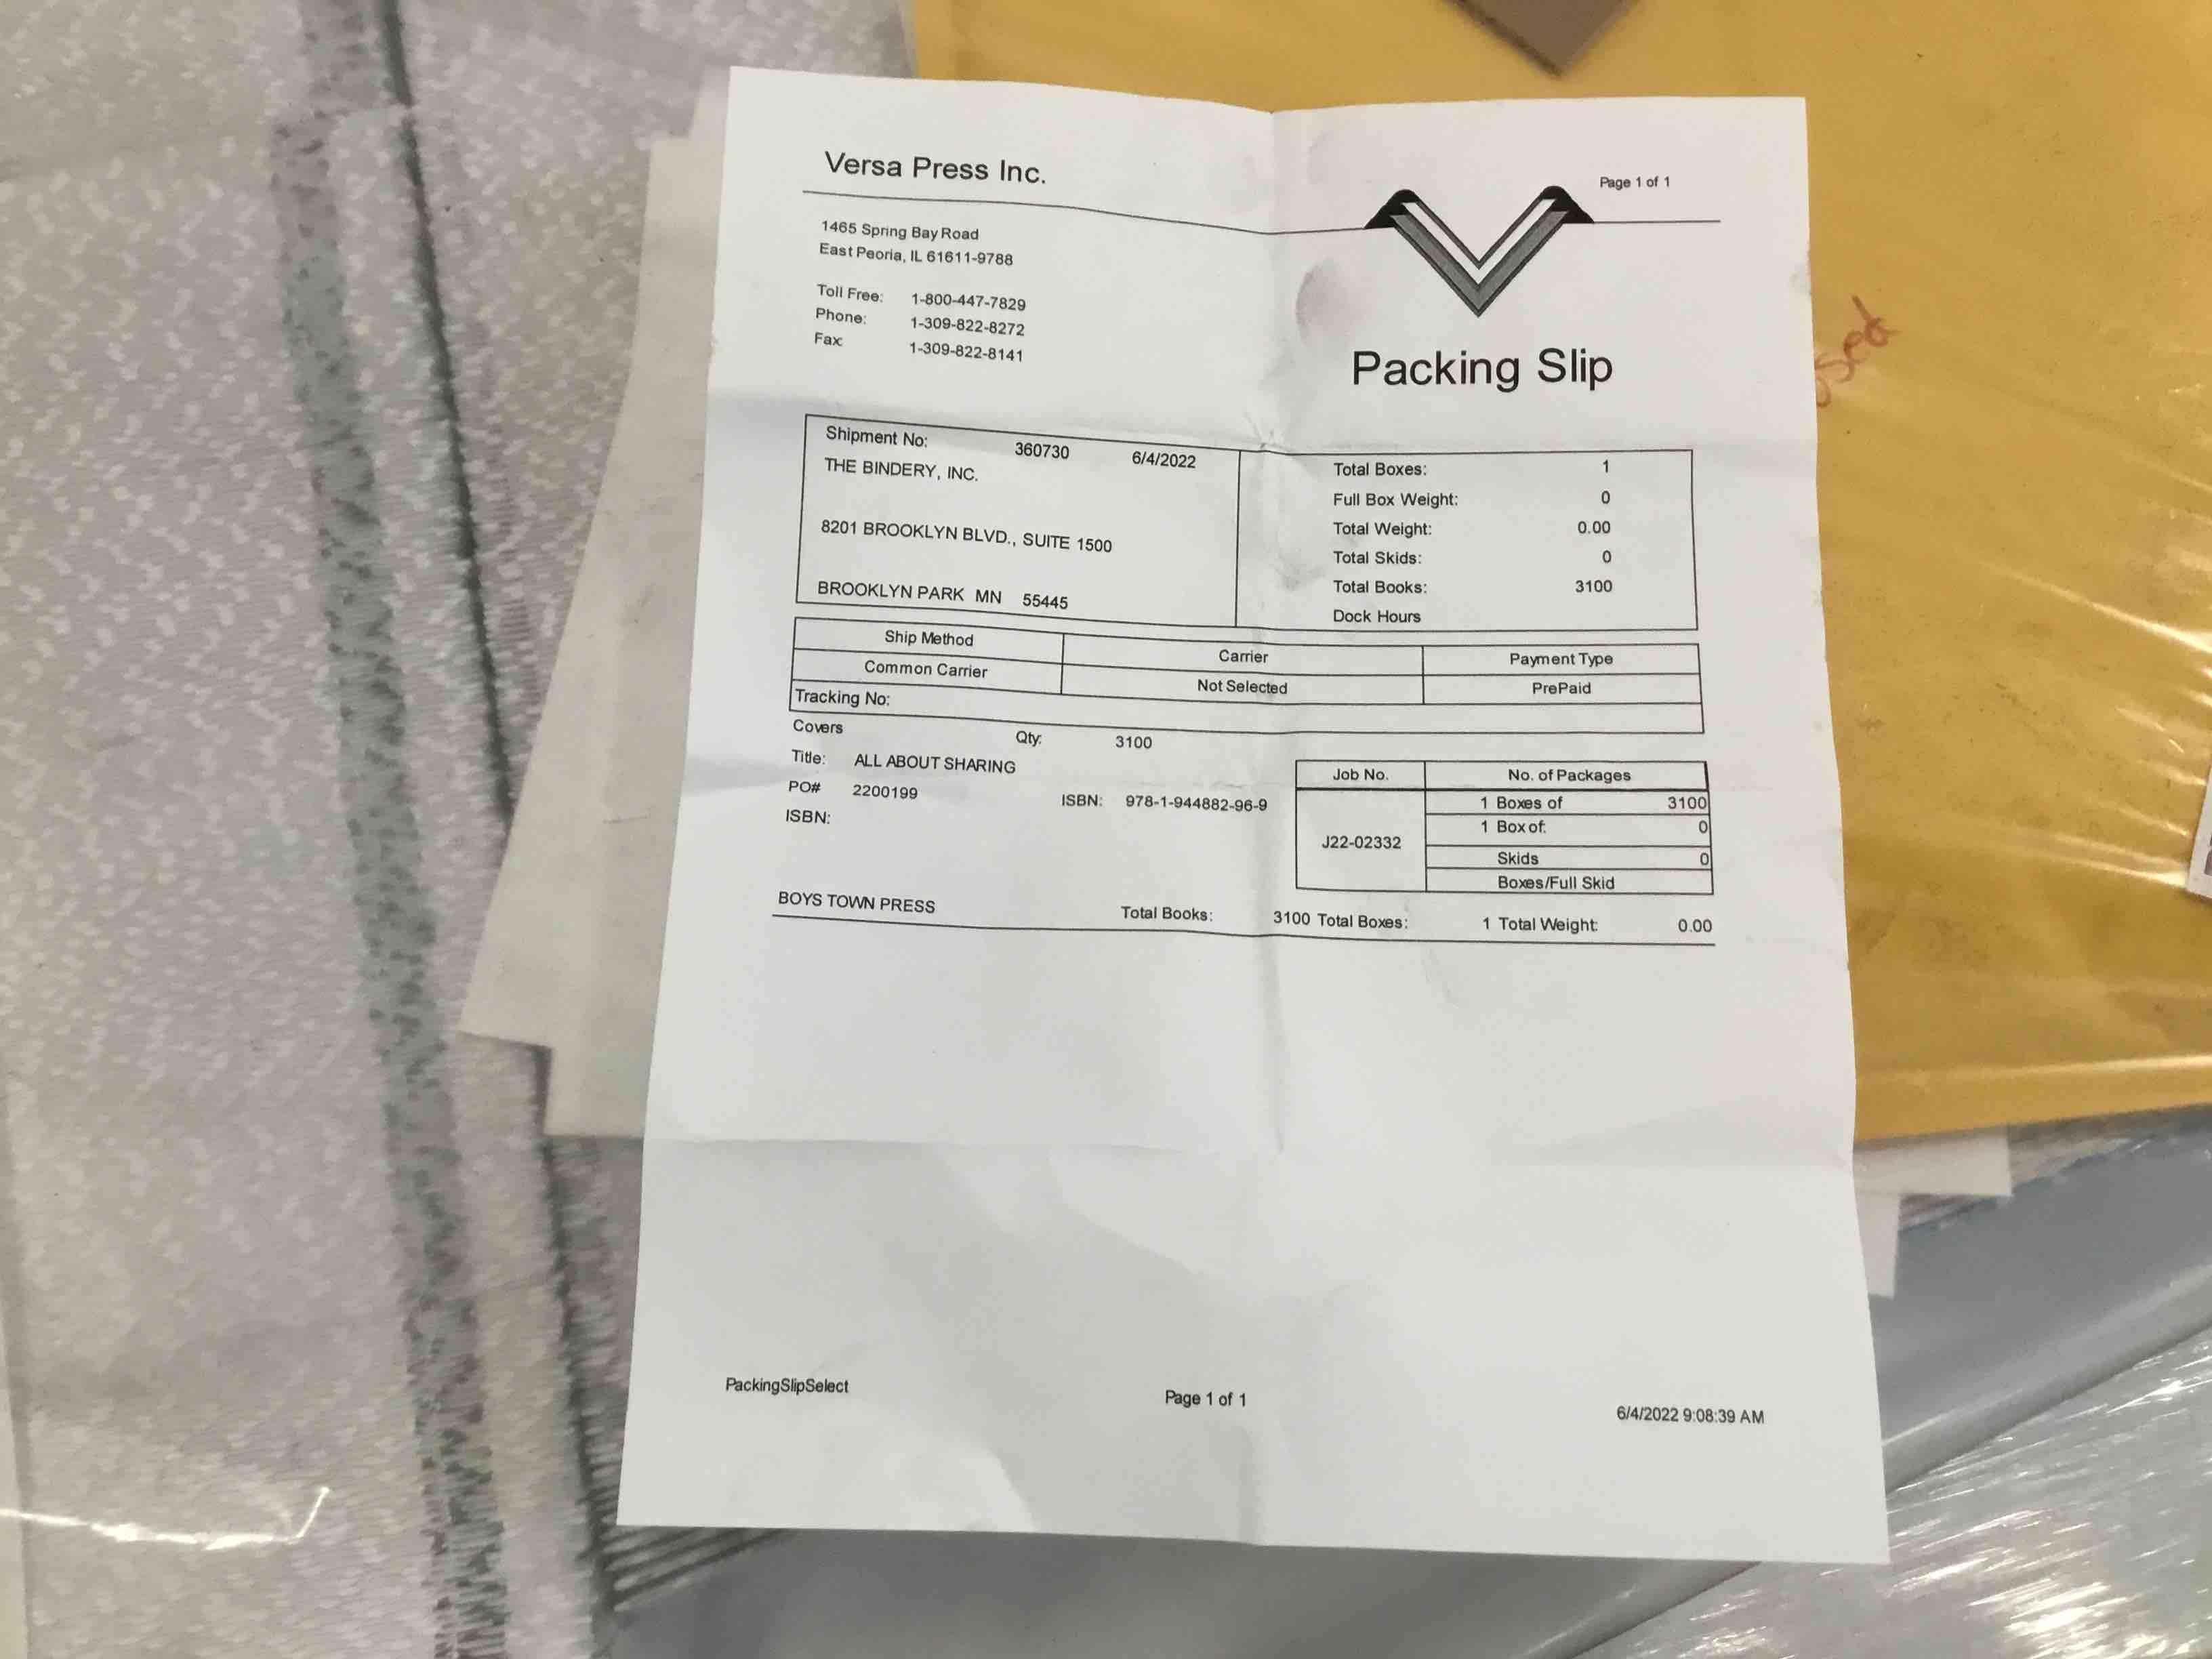 Versa Press Inc.
Page 1 of 1
1465 Spring Bay Road
East Peoria, IL 61611-9788
Toll Free: 1-800-447-7829
Phone: 1-309-822-8272
Fax: 1-309-822-8141
Packing Slip
Shipment No: 360730 6/4/2022
THE BINDERY, INC.
8201 BROOKLYN BLVD., SUITE 1500
BROOKLYN PARK MN 55445
Total Boxes: 1
Full Box Weight: 0
Total Weight: 0.00
Total Skids: 0
Total Books: 3100
Dock Hours
Ship Method Carrier Payment Type
Common Carrier Not Selected PrePaid
Tracking No:
Covers Qty: 3100
Title: ALL ABOUT SHARING
PO# 2200199 ISBN: 978-1-944882-96-9
ISBN:
Job No. No. of Packages
J22-02332
1 Boxes of 3100
1 Box of: 0
Skids 0
Boxes/Full Skid
BOYS TOWN PRESS Total Books: 3100 Total Boxes: 1 Total Weight: 0.00
PackingSlipSelect Page 1 of 1 6/4/2022 9:08:39 AM